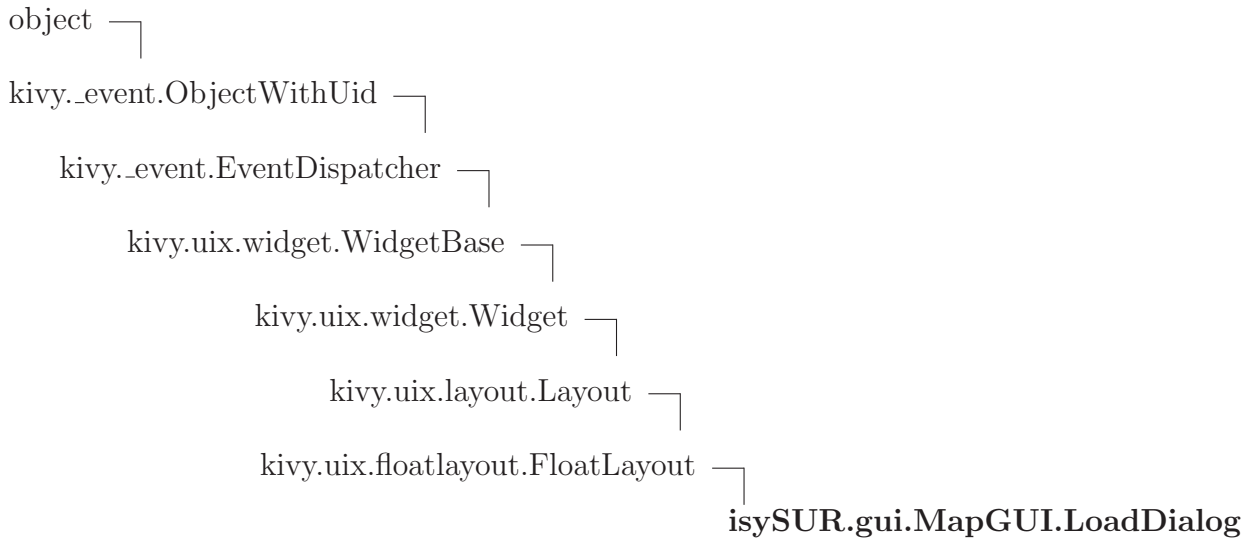 object
kivy._event.ObjectWithUid
kivy._event.EventDispatcher
kivy.uix.widget.WidgetBase
kivy.uix.widget.Widget
kivy.uix.layout.Layout
kivy.uix.floatlayout.FloatLayout
isySUR.gui.MapGUI.LoadDialog